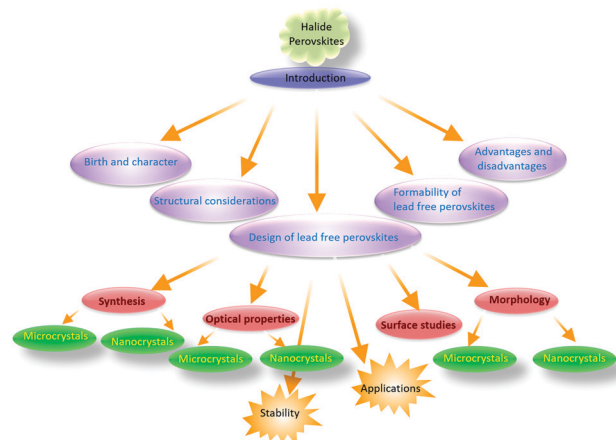 Halide
Perovskites
Introduction
Birth and character
Advantages and
disadvantages
Structural considerations
Formability of
lead free perovskites
Design of lead free perovskites
Synthesis
Optical properties
Surface studies
Morphology
Microcrystals
Nanocrystals
Microcrystals
Nanocrystals
Microcrystals
Nanocrystals
Stability
Applications